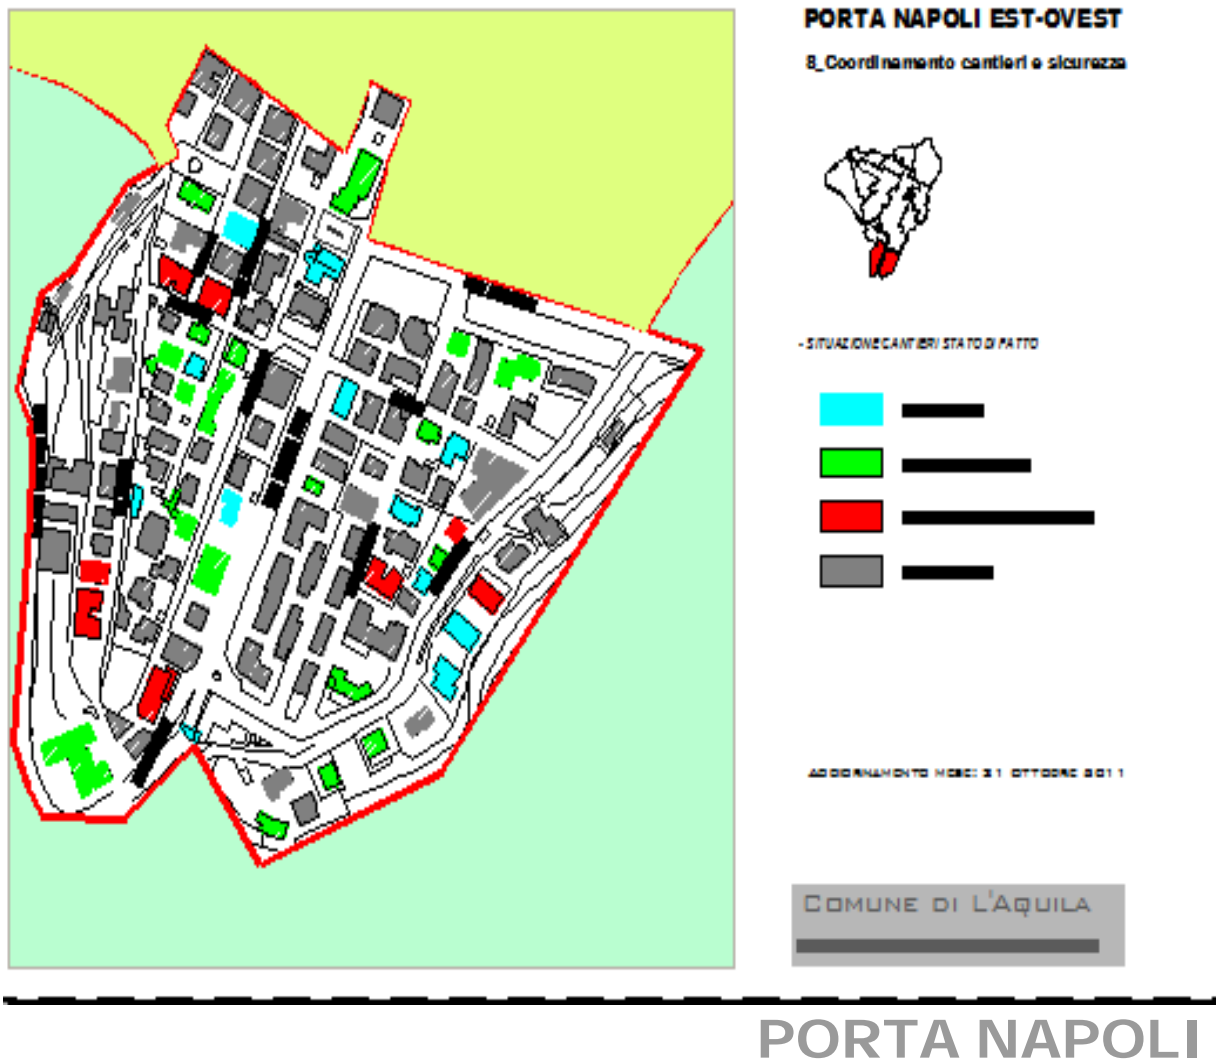 PORTA NAPOLI EST-OVEST
8_Coordinamento cantieri e sicurezza
- SITUAZIONE CANTIERI STATO DI FATTO
AGGIORNAMENTO MESE: 31 OTTOBRE 2011
COMUNE DI L'AQUILA
PORTA NAPOLI